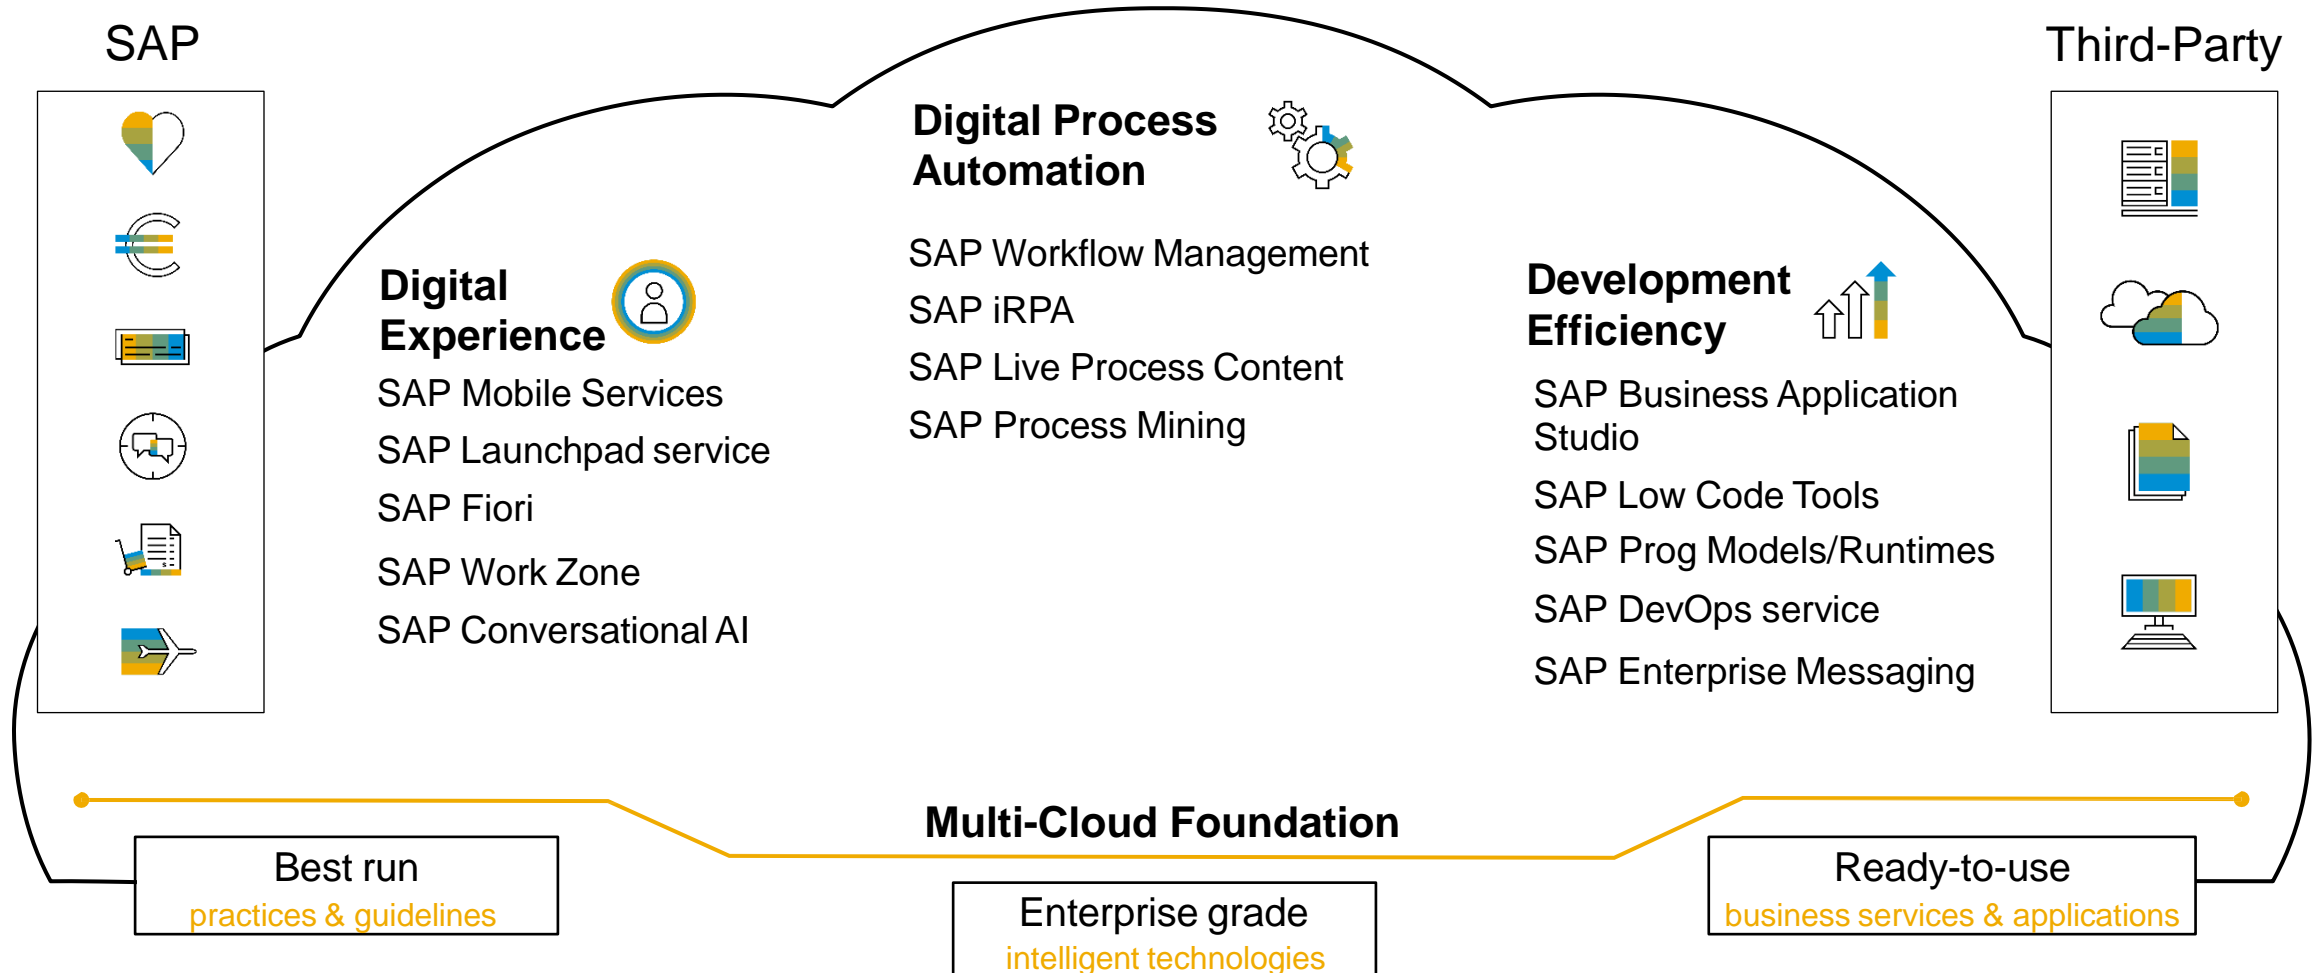 SAP
Third-Party
Digital Process
Automation
SAP Workflow Management
SAP iRPA
SAP Live Process Content
SAP Process Mining
Digital
Experience
SAP Mobile Services
SAP Launchpad service
SAP Fiori
SAP Work Zone
SAP Conversational AI
Development
Efficiency
SAP Business Application
Studio
SAP Low Code Tools
SAP Prog Models/Runtimes
SAP DevOps service
SAP Enterprise Messaging
Multi-Cloud Foundation
Best run
practices & guidelines
Enterprise grade
intelligent technologies
Ready-to-use
business services & applications